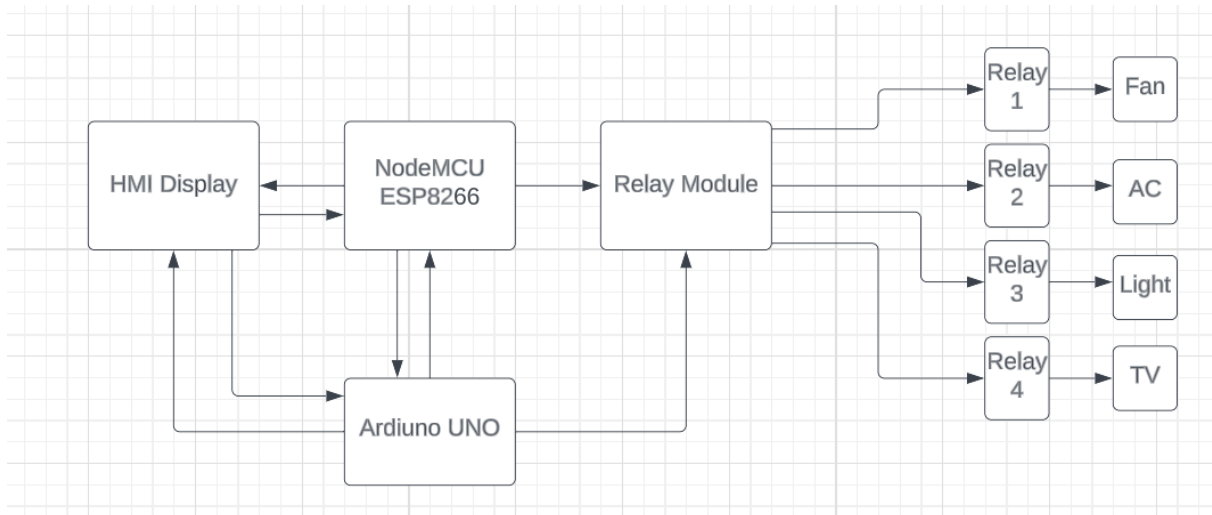 HMI Display
NodeMCU
ESP8266
Relay Module
Ardiuno UNO
Relay
1
Fan
Relay
2
AC
Relay
3
Light
Relay
4
TV